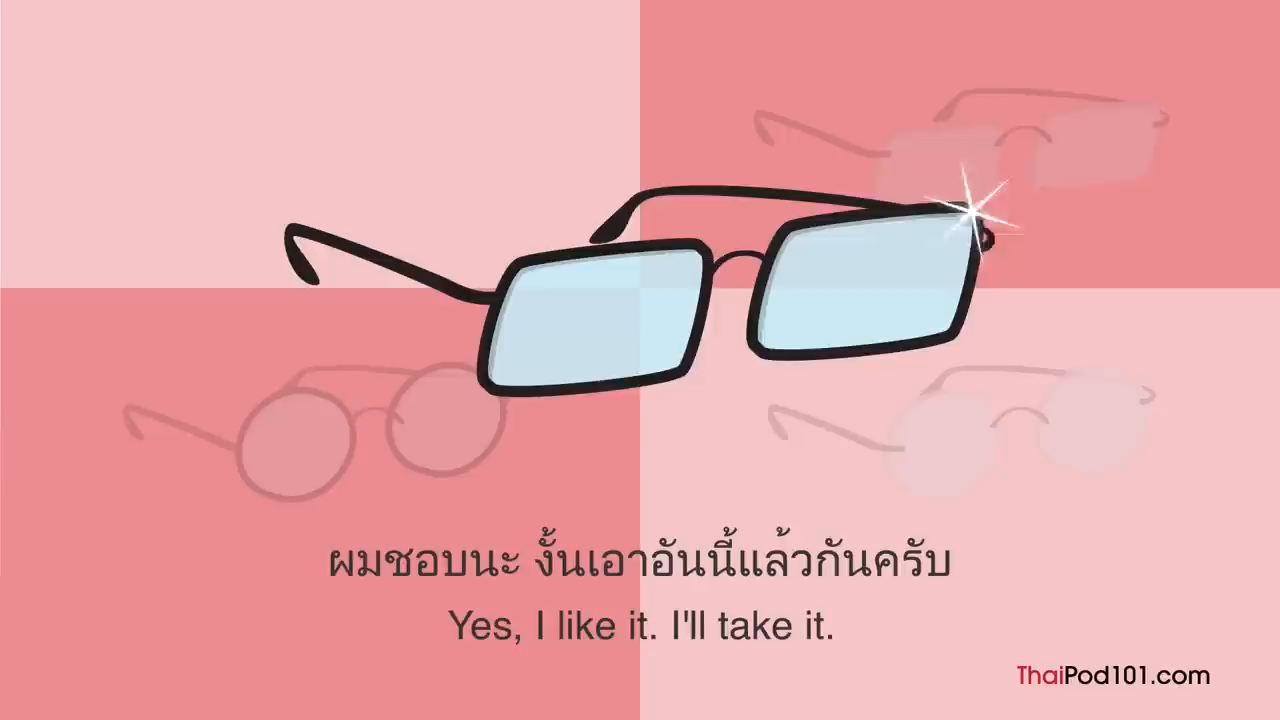 ผมชอบนะ งั้นเอาอันนี้แล้วกันครับ
Yes, I like it. I'll take it.
ThaiPod101.com